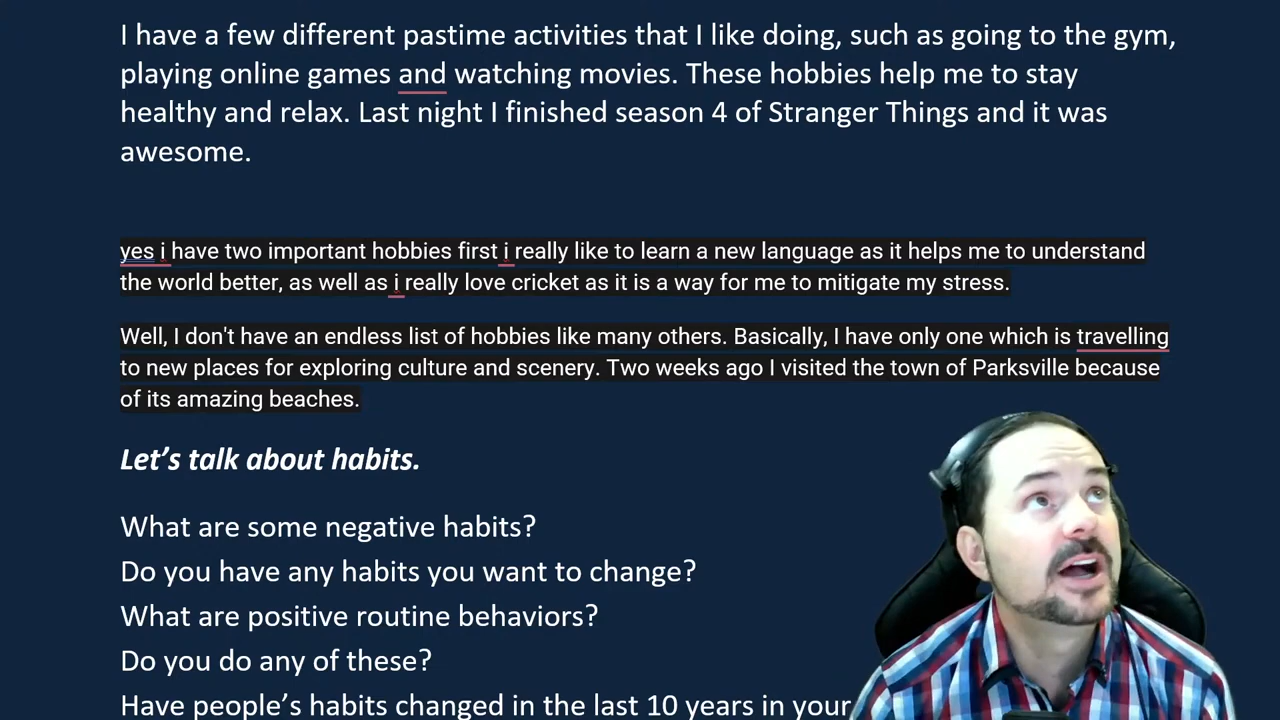 I have a few different pastime activities that I like doing, such as going to the gym,
playing online games and watching movies. These hobbies help me to stay
healthy and relax. Last night I finished season 4 of Stranger Things and it was
awesome.
yes i have two important hobbies first i really like to learn a new language as it helps me to understand
the world better, as well as i really love cricket as it is a way for me to mitigate my stress.
Well, I don't have an endless list of hobbies like many others. Basically, I have only one which is travelling
to new places for exploring culture and scenery. Two weeks ago I visited the town of Parksville because
of its amazing beaches.
Let's talk about habits.
What are some negative habits?
Do you have any habits you want to change?
What are positive routine behaviors?
Do you do any of these?
Have people's habits changed in the last 10 years in your